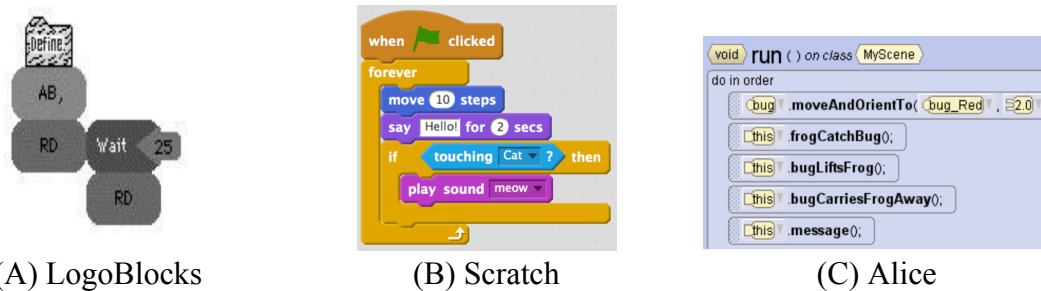 Define
AB,
RD Wait 25
RD
when clicked
forever
move 10 steps
say Hello! for 2 secs
if touching Cat ? then
play sound meow
void run ( ) on class MyScene
do in order
bug .moveAndOrientTo( bug_Red , 2.0
this .frogCatchBug();
this .bugLiftsFrog();
this .bugCarriesFrogAway();
this .message();
A) LogoBlocks (B) Scratch (C) Alice